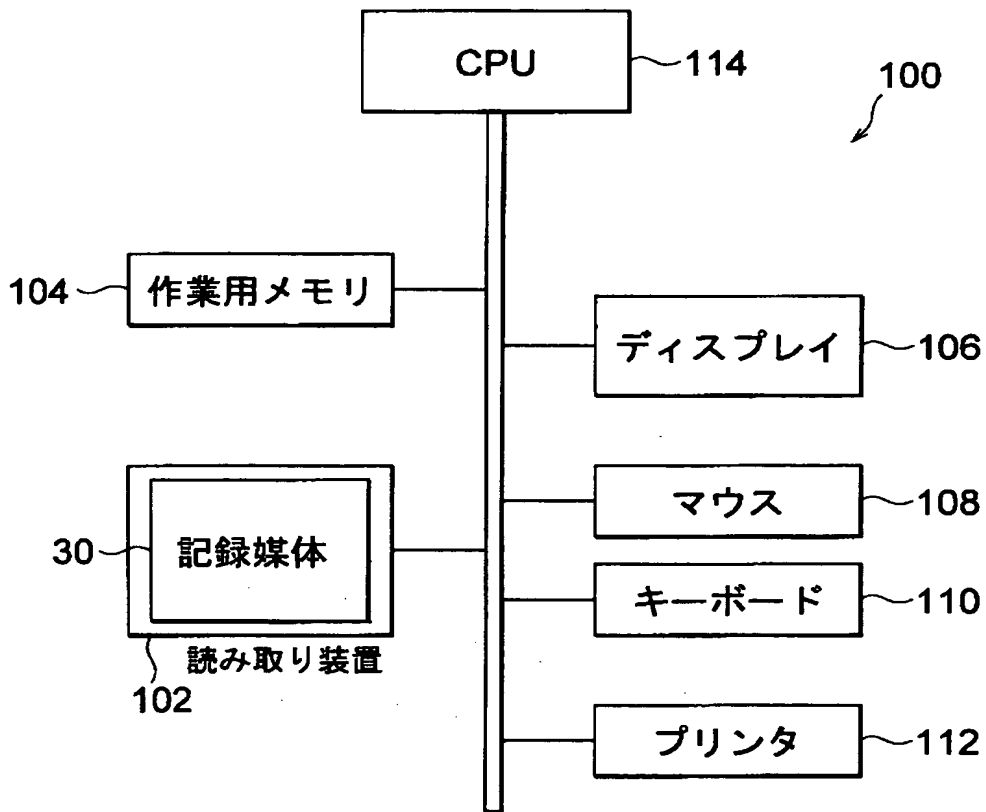 CPU
114
100
104
作業用メモリ
ディスプレイ
106
30
記録媒体
マウス
108
キーボード
110
読み取り装置
102
プリンタ
112